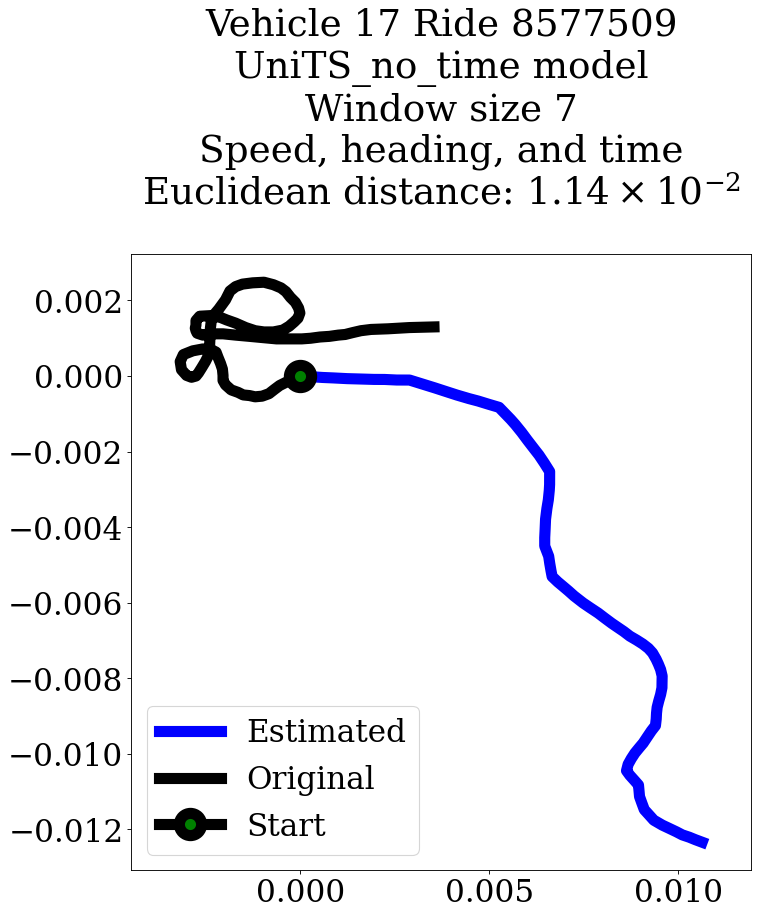 Vehicle 17 Ride 8577509
UniTS_no_time model
Window size 7
Speed, heading, and time
Euclidean distance: 1.14 × 10⁻²
0.002
0.000
−0.002
−0.004
−0.006
−0.008
−0.010
−0.012
Estimated
Original
Start
0.000 0.005 0.010